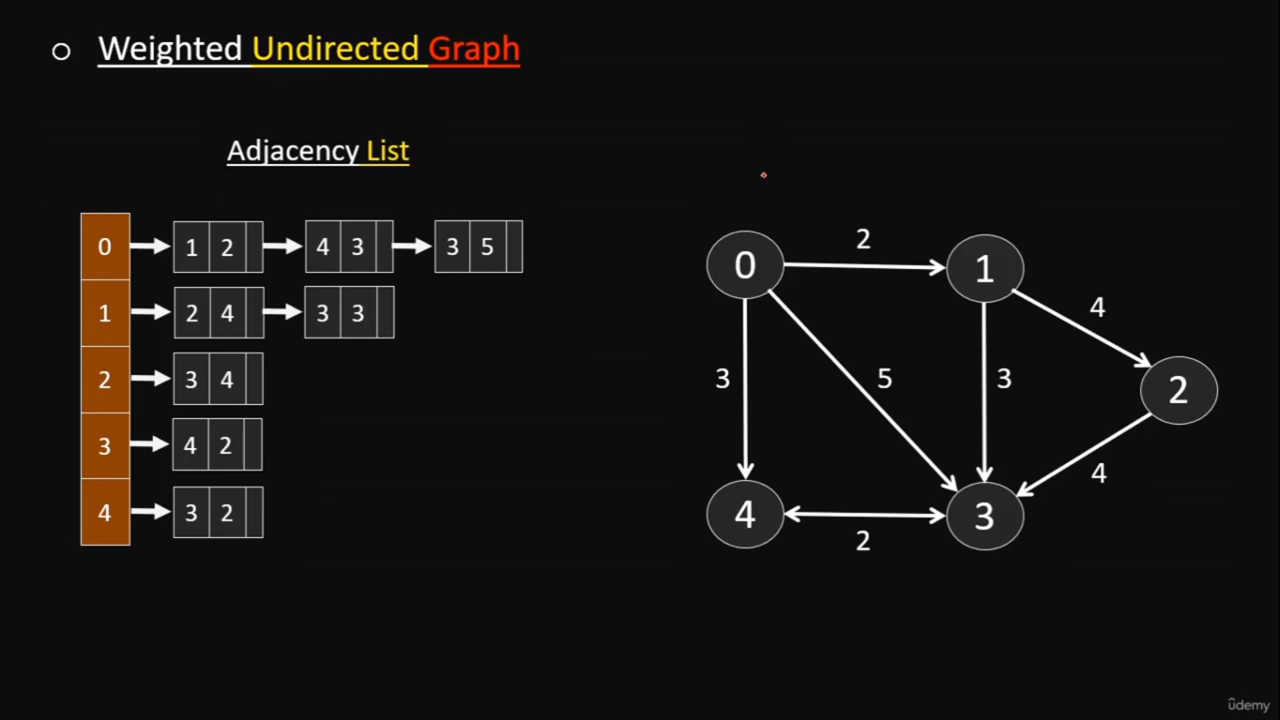 Weighted Undirected Graph
Adjacency List
0 1 2 4 3 3 5
1 2 4 3 3
2 3 4
3 4 2
4 3 2
2
0 1
4
3 5 3
2
4
4 3
2
ûdemy